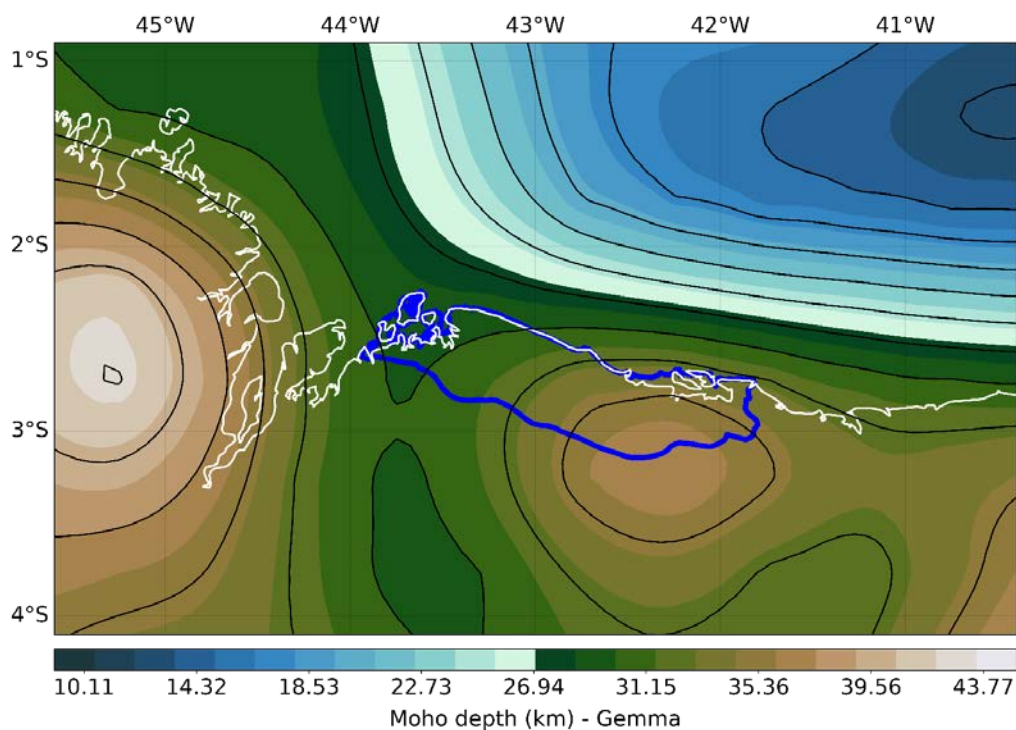 45°W 44°W 43°W 42°W 41°W
1°S
2°S
3°S
4°S
10.11 14.32 18.53 22.73 26.94 31.15 35.36 39.56 43.77
Moho depth (km) - Gemma